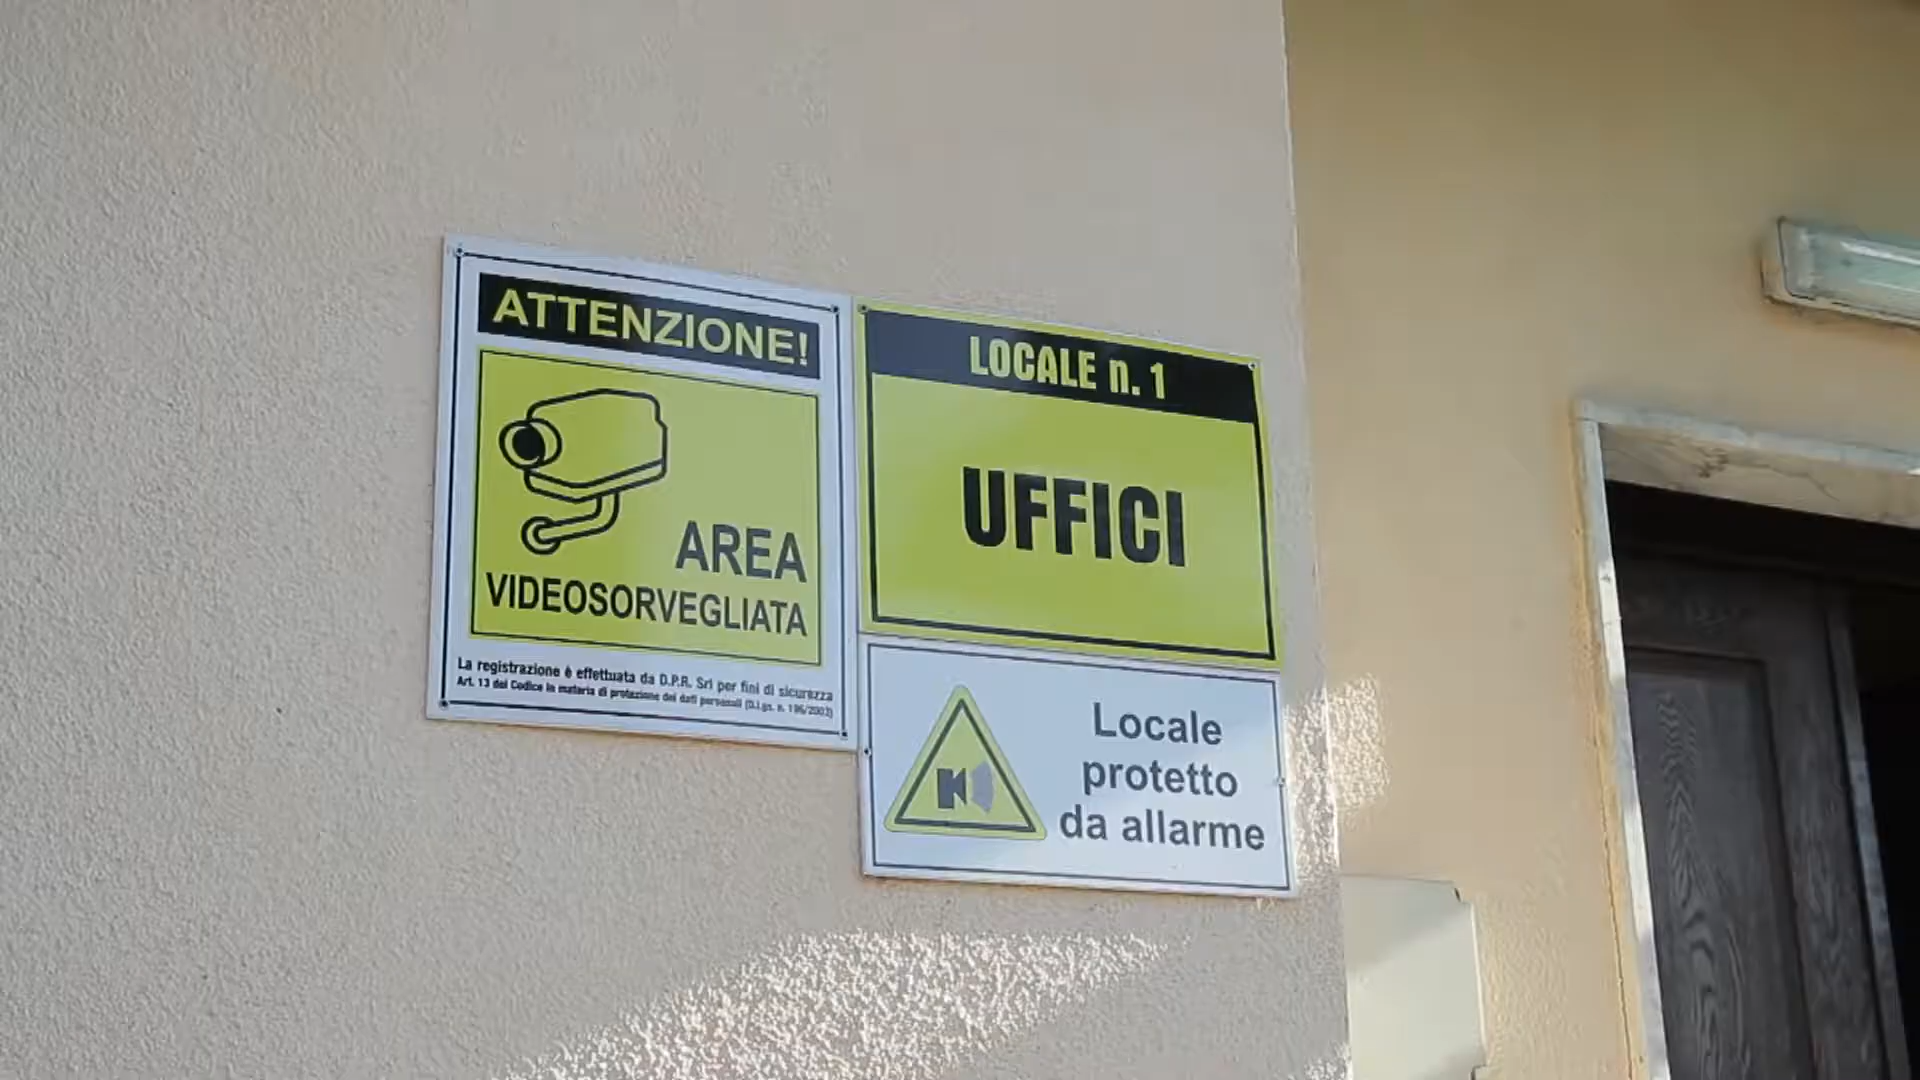 ATTENZIONE!
AREA
VIDEOSORVEGLIATA
La registrazione è effettuata da D.P.R. Srl per fini di sicurezza
Art. 13 del Codice in materia di protezione dei dati personali (D.Lgs. n. 196/2003)
LOCALE n. 1
UFFICI
Locale
protetto
da allarme